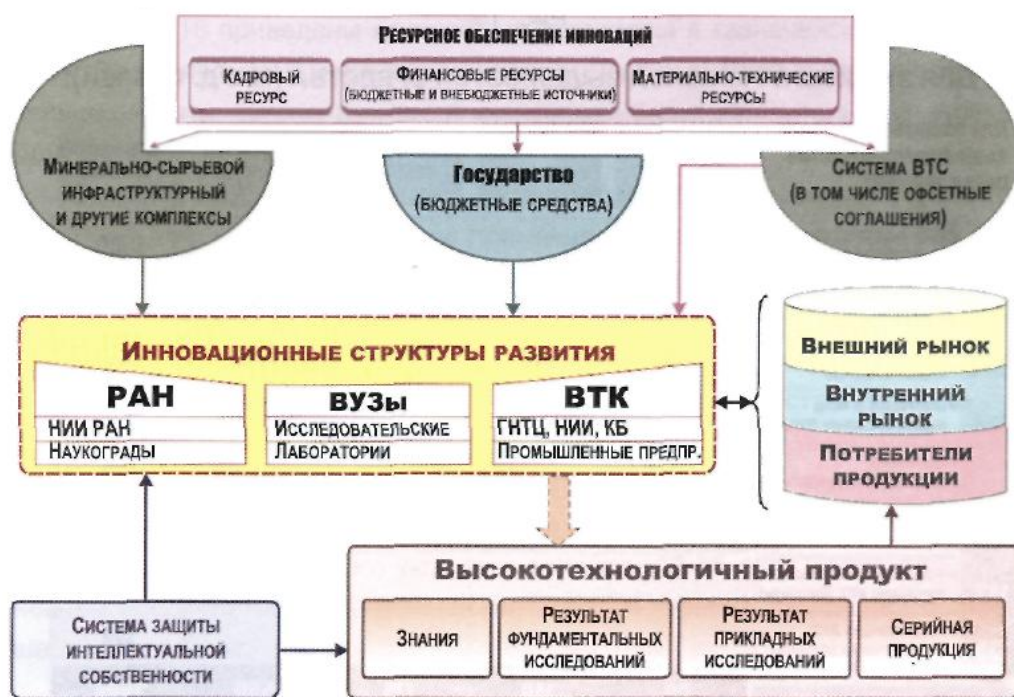 Ресурсное обеспечение инноваций
Кадровый
ресурс
Финансовые ресурсы
(бюджетные и внебюджетные источники)
Материально-технические
ресурсы
Минерально-сырьевой
инфраструктурный
и другие комплексы
Государство
(бюджетные средства)
Система ВТС
(в том числе офсетные
соглашения)
Инновационные структуры развития
РАН
НИИ РАН
Наукограды
ВУЗы
Исследовательские
Лаборатории
ВТК
ГНТЦ, НИИ, КБ
Промышленные предпр.
Внешний рынок
Внутренний
рынок
Потребители
продукции
Высокотехнологичный продукт
Знания
Результат
фундаментальных
исследований
Результат
прикладных
исследований
Серийная
продукция
Система защиты
интеллектуальной
собственности